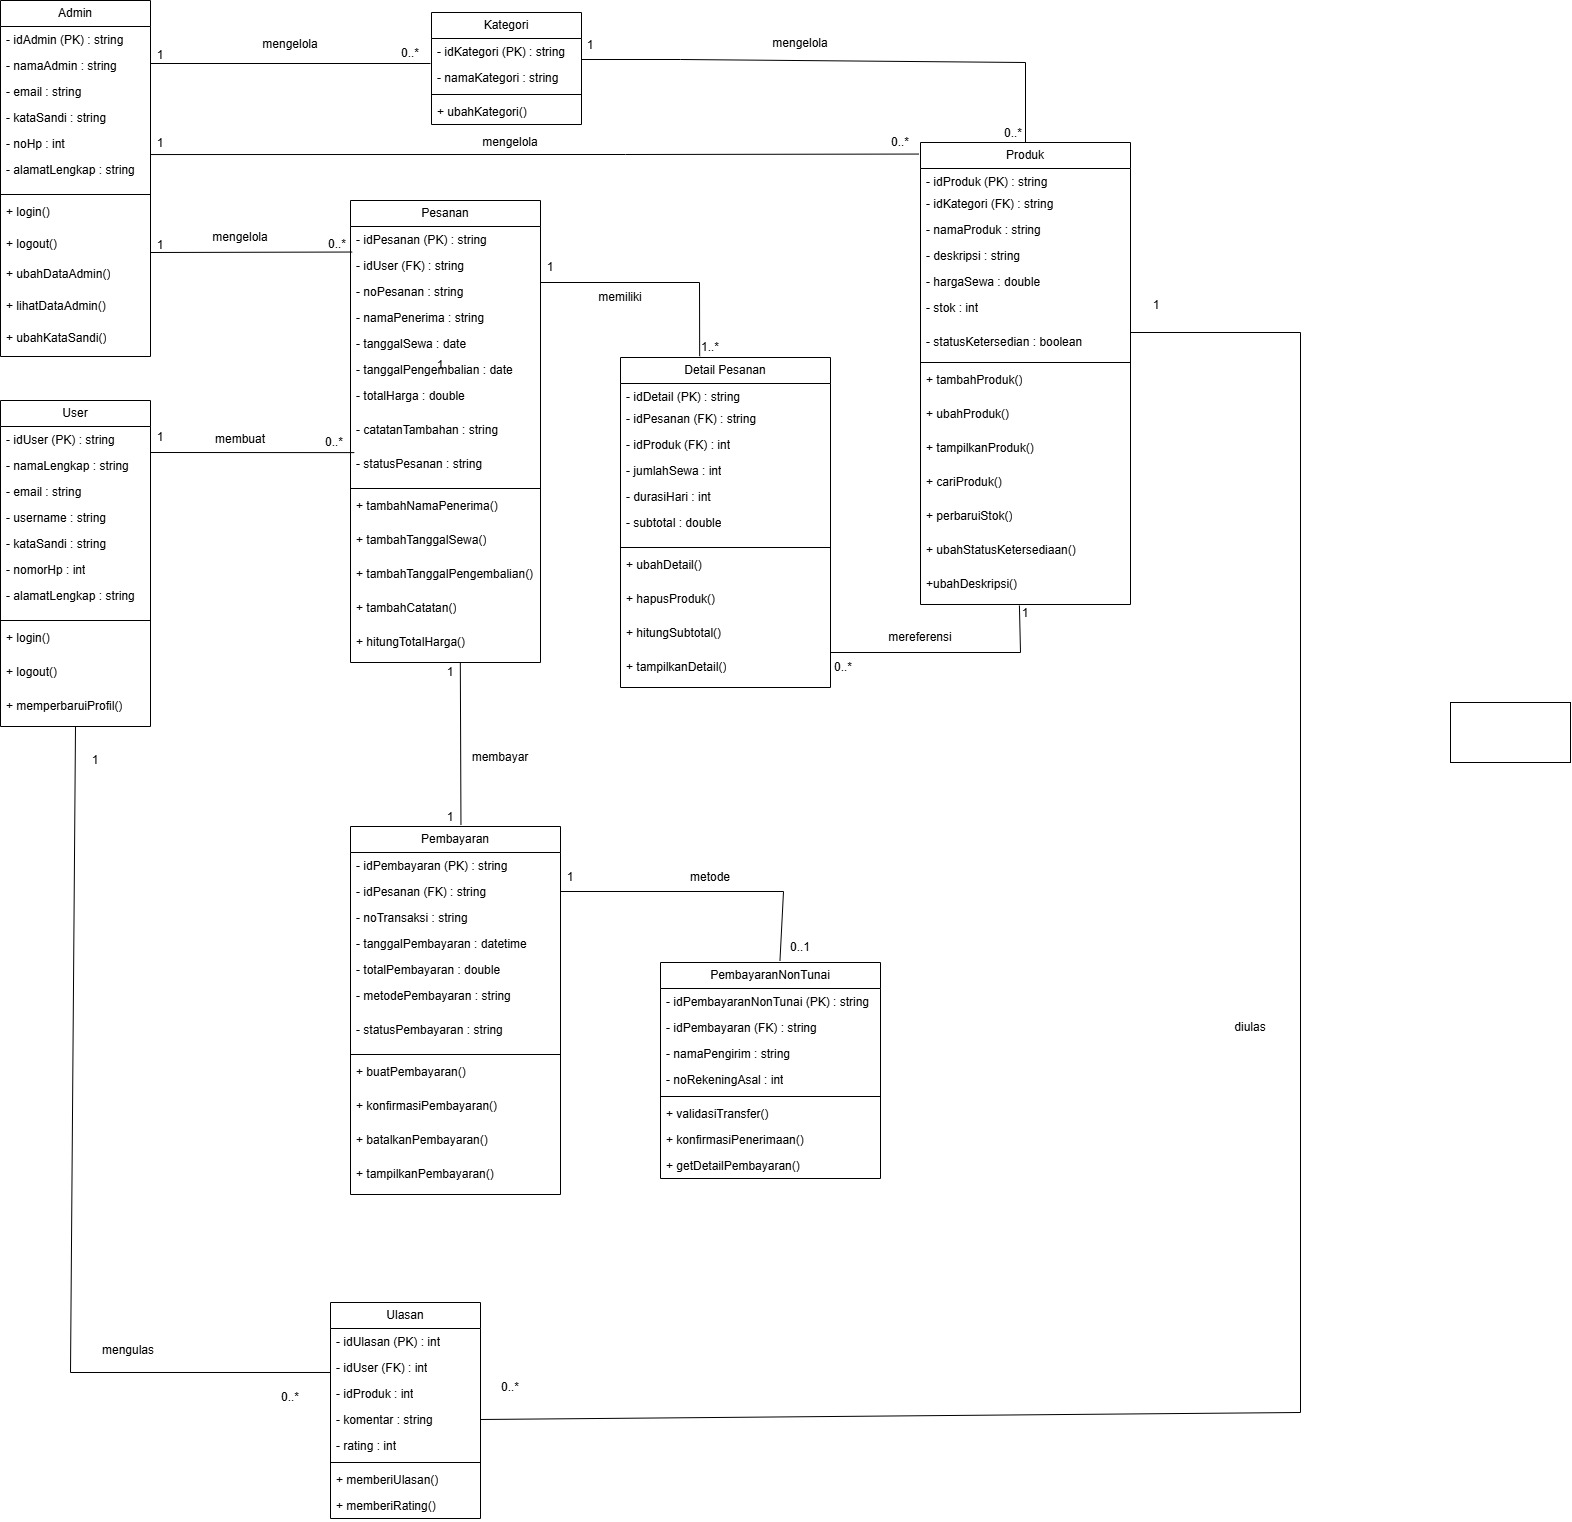 Admin
- idAdmin (PK) : string
- namaAdmin : string
- email : string
- kataSandi : string
- noHp : int
- alamatLengkap : string
+ login()
+ logout()
+ ubahDataAdmin()
+ lihatDataAdmin()
+ ubahKataSandi()
1
mengelola
0..*
Kategori
- idKategori (PK) : string
- namaKategori : string
+ ubahKategori()
1
mengelola
0..*
1
mengelola
0..*
Produk
- idProduk (PK) : string
- idKategori (FK) : string
- namaProduk : string
- deskripsi : string
- hargaSewa : double
- stok : int
- statusKetersedian : boolean
+ tambahProduk()
+ ubahProduk()
+ tampilkanProduk()
+ cariProduk()
+ perbaruiStok()
+ ubahStatusKetersediaan()
+ubahDeskripsi()
1
mengelola
0..*
Pesanan
- idPesanan (PK) : string
- idUser (FK) : string
- noPesanan : string
- namaPenerima : string
- tanggalSewa : date
1
- tanggalPengembalian : date
- totalHarga : double
- catatanTambahan : string
- statusPesanan : string
+ tambahNamaPenerima()
+ tambahTanggalSewa()
+ tambahTanggalPengembalian()
+ tambahCatatan()
+ hitungTotalHarga()
1
memiliki
1..*
Detail Pesanan
- idDetail (PK) : string
- idPesanan (FK) : string
- idProduk (FK) : int
- jumlahSewa : int
- durasiHari : int
- subtotal : double
+ ubahDetail()
+ hapusProduk()
+ hitungSubtotal()
+ tampilkanDetail()
1
mereferensi
0..*
User
- idUser (PK) : string
- namaLengkap : string
- email : string
- username : string
- kataSandi : string
- nomorHp : int
- alamatLengkap : string
+ login()
+ logout()
+ memperbaruiProfil()
1
membuat
0..*
1
membayar
1
Pembayaran
- idPembayaran (PK) : string
- idPesanan (FK) : string
- noTransaksi : string
- tanggalPembayaran : datetime
- totalPembayaran : double
- metodePembayaran : string
- statusPembayaran : string
+ buatPembayaran()
+ konfirmasiPembayaran()
+ batalkanPembayaran()
+ tampilkanPembayaran()
1
metode
0..1
PembayaranNonTunai
- idPembayaranNonTunai (PK) : string
- idPembayaran (FK) : string
- namaPengirim : string
- noRekeningAsal : int
+ validasiTransfer()
+ konfirmasiPenerimaan()
+ getDetailPembayaran()
1
diulas
0..*
1
mengulas
0..*
Ulasan
- idUlasan (PK) : int
- idUser (FK) : int
- idProduk : int
- komentar : string
- rating : int
+ memberiUlasan()
+ memberiRating()